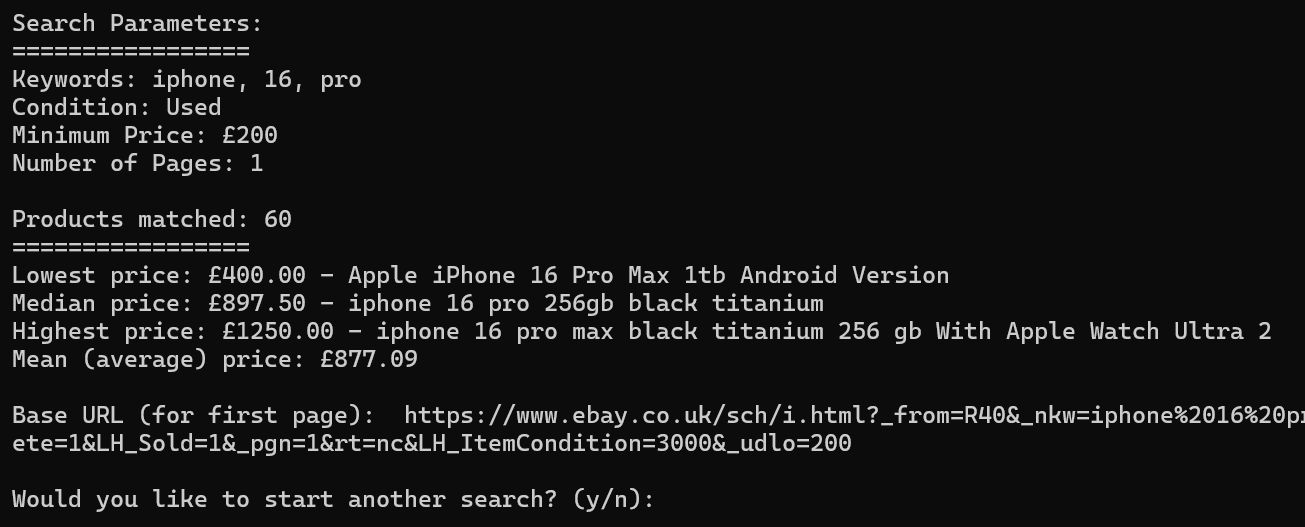 Search Parameters:
=================
Keywords: iphone, 16, pro
Condition: Used
Minimum Price: £200
Number of Pages: 1
Products matched: 60
=================
Lowest price: £400.00 - Apple iPhone 16 Pro Max 1tb Android Version
Median price: £897.50 - iphone 16 pro 256gb black titanium
Highest price: £1250.00 - iphone 16 pro max black titanium 256 gb With Apple Watch Ultra 2
Mean (average) price: £877.09
Base URL (for first page):  https://www.ebay.co.uk/sch/i.html?_from=R40&_nkw=iphone%2016%20pr
ete=1&LH_Sold=1&_pgn=1&rt=nc&LH_ItemCondition=3000&_udlo=200
Would you like to start another search? (y/n):